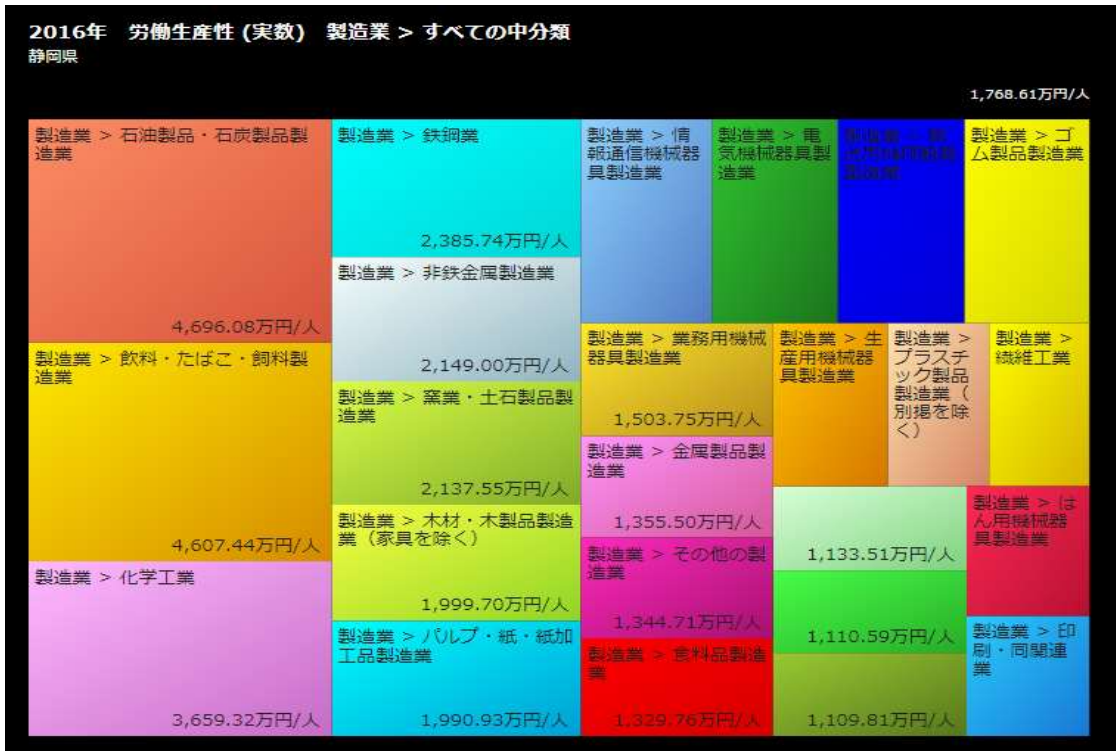 2016年　労働生産性 (実数)　製造業 > すべての中分類
静岡県
1,768.61万円/人
製造業 > 石油製品・石炭製品製
造業
4,696.08万円/人
製造業 > 飲料・たばこ・飼料製
造業
4,607.44万円/人
製造業 > 化学工業
3,659.32万円/人
製造業 > 鉄鋼業
2,385.74万円/人
製造業 > 非鉄金属製造業
2,149.00万円/人
製造業 > 窯業・土石製品製
造業
2,137.55万円/人
製造業 > 木材・木製品製造
業（家具を除く）
1,999.70万円/人
製造業 > パルプ・紙・紙加
工品製造業
1,990.93万円/人
製造業 > 情
報通信機械器
具製造業
製造業 > 電
気機械器具製
造業
製造業 > ゴ
ム製品製造業
製造業 > 業務用機械
器具製造業
1,503.75万円/人
製造業 > 金属製品製
造業
1,355.50万円/人
製造業 > その他の製
造業
1,344.71万円/人
製造業 > 食料品製造
業
1,329.76万円/人
製造業 > 生
産用機械器
具製造業
製造業 >
プラスチ
ック製品
製造業（
別掲を除
く）
製造業 >
繊維工業
1,133.51万円/人
1,110.59万円/人
1,109.81万円/人
製造業 > は
ん用機械器
具製造業
製造業 > 印
刷・同関連
業